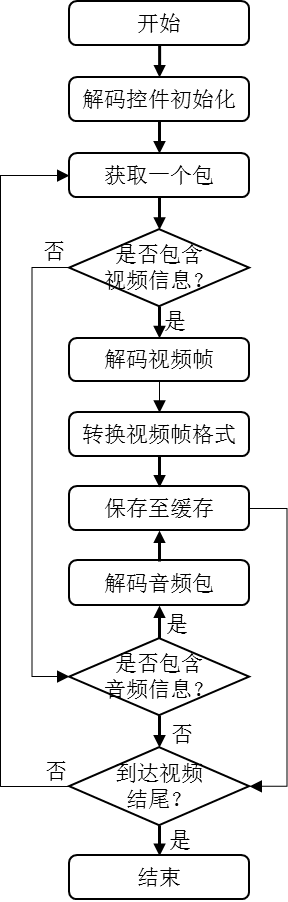 开始
解码控件初始化
获取一个包
否
是否包含
视频信息？
是
解码视频帧
转换视频帧格式
保存至缓存
解码音频包
是
是否包含
音频信息？
否
否
到达视频
结尾？
是
结束